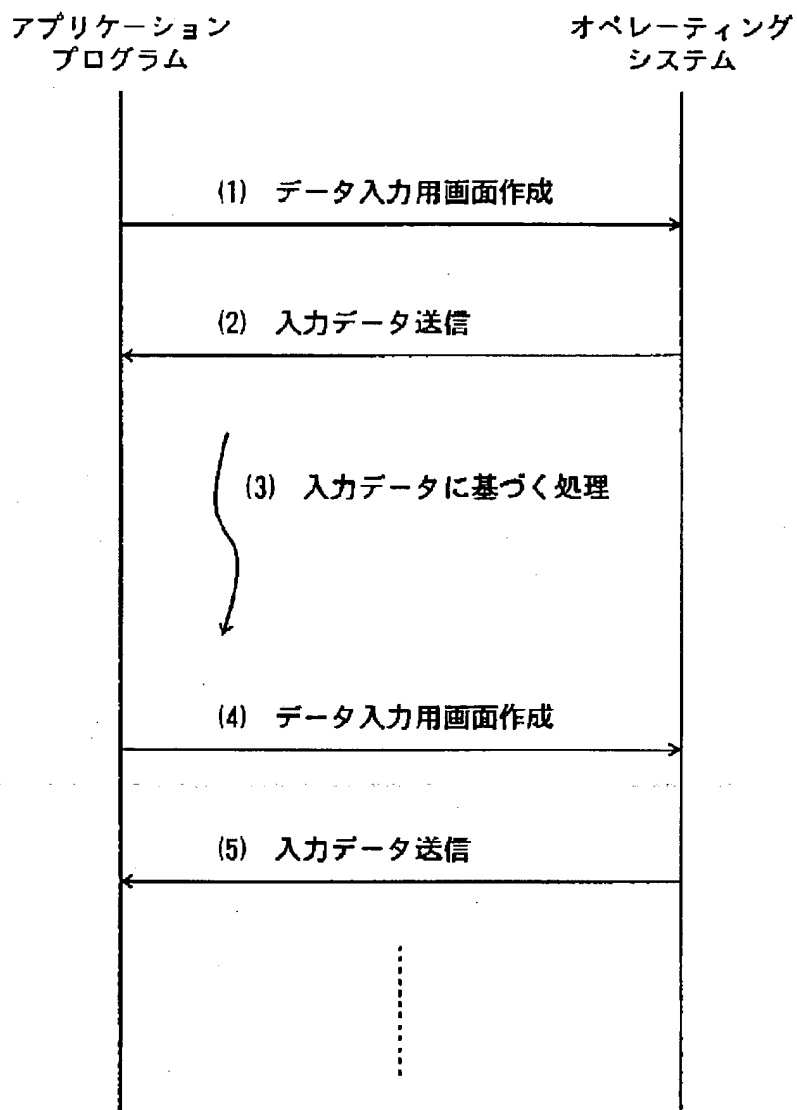 アプリケーション
プログラム
オペレーティング
システム
(1) データ入力用画面作成
(2) 入力データ送信
(3) 入力データに基づく処理
(4) データ入力用画面作成
(5) 入力データ送信